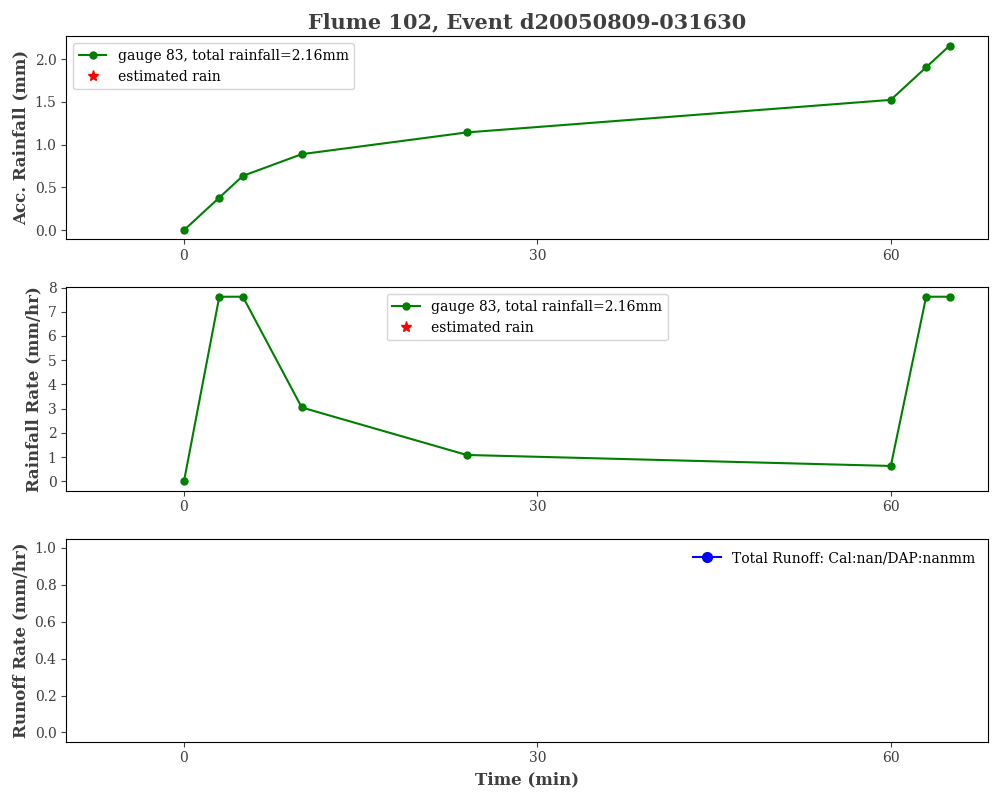 Flume 102, Event d20050809-031630
Acc. Rainfall (mm)
2.0
1.5
1.0
0.5
0.0
gauge 83, total rainfall=2.16mm
estimated rain
0
30
60
Rainfall Rate (mm/hr)
8
7
6
5
4
3
2
1
0
gauge 83, total rainfall=2.16mm
estimated rain
0
30
60
Runoff Rate (mm/hr)
1.0
0.8
0.6
0.4
0.2
0.0
Total Runoff: Cal:nan/DAP:nanmm
0
30
60
Time (min)